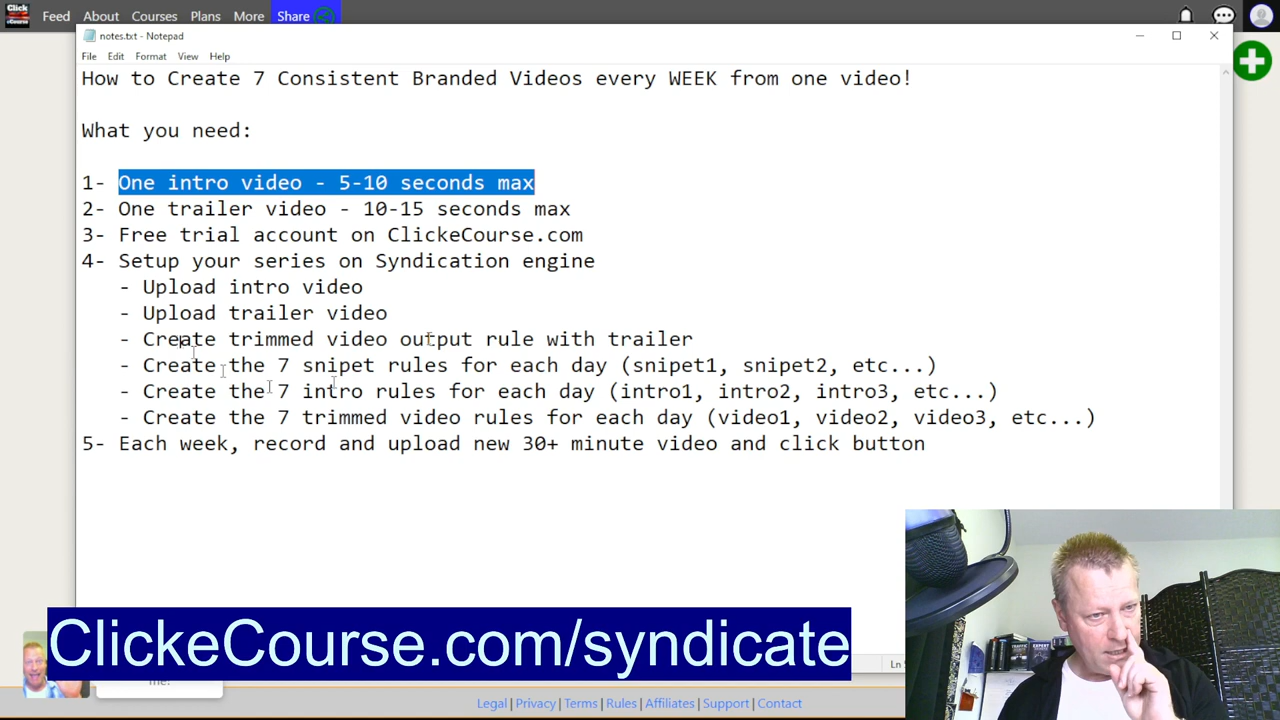 Click
eCourse
Feed About Courses Plans More Share
notes.txt - Notepad
File Edit Format View Help
How to Create 7 Consistent Branded Videos every WEEK from one video!
What you need:
1- One intro video - 5-10 seconds max
2- One trailer video - 10-15 seconds max
3- Free trial account on ClickeCourse.com
4- Setup your series on Syndication engine
- Upload intro video
- Upload trailer video
- Create trimmed video output rule with trailer
- Create the 7 snipet rules for each day (snipet1, snipet2, etc...)
- Create the 7 intro rules for each day (intro1, intro2, intro3, etc...)
- Create the 7 trimmed video rules for each day (video1, video2, video3, etc...)
5- Each week, record and upload new 30+ minute video and click button
ClickeCourse.com/syndicate
Ln
me!
Legal | Privacy | Terms | Rules | Affiliates | Support | Contact